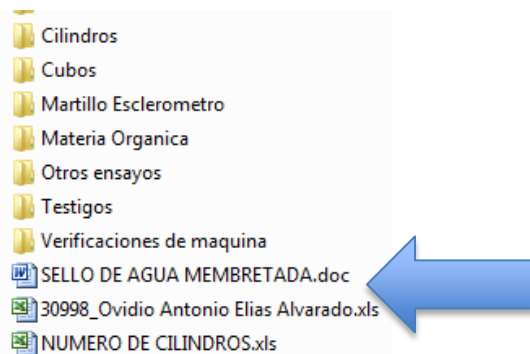 Cilindros
Cubos
Martillo Esclerometro
Materia Organica
Otros ensayos
Testigos
Verificaciones de maquina
SELLO DE AGUA MEMBRETADA.doc
30998_Ovidio Antonio Elias Alvarado.xls
NUMERO DE CILINDROS.xls